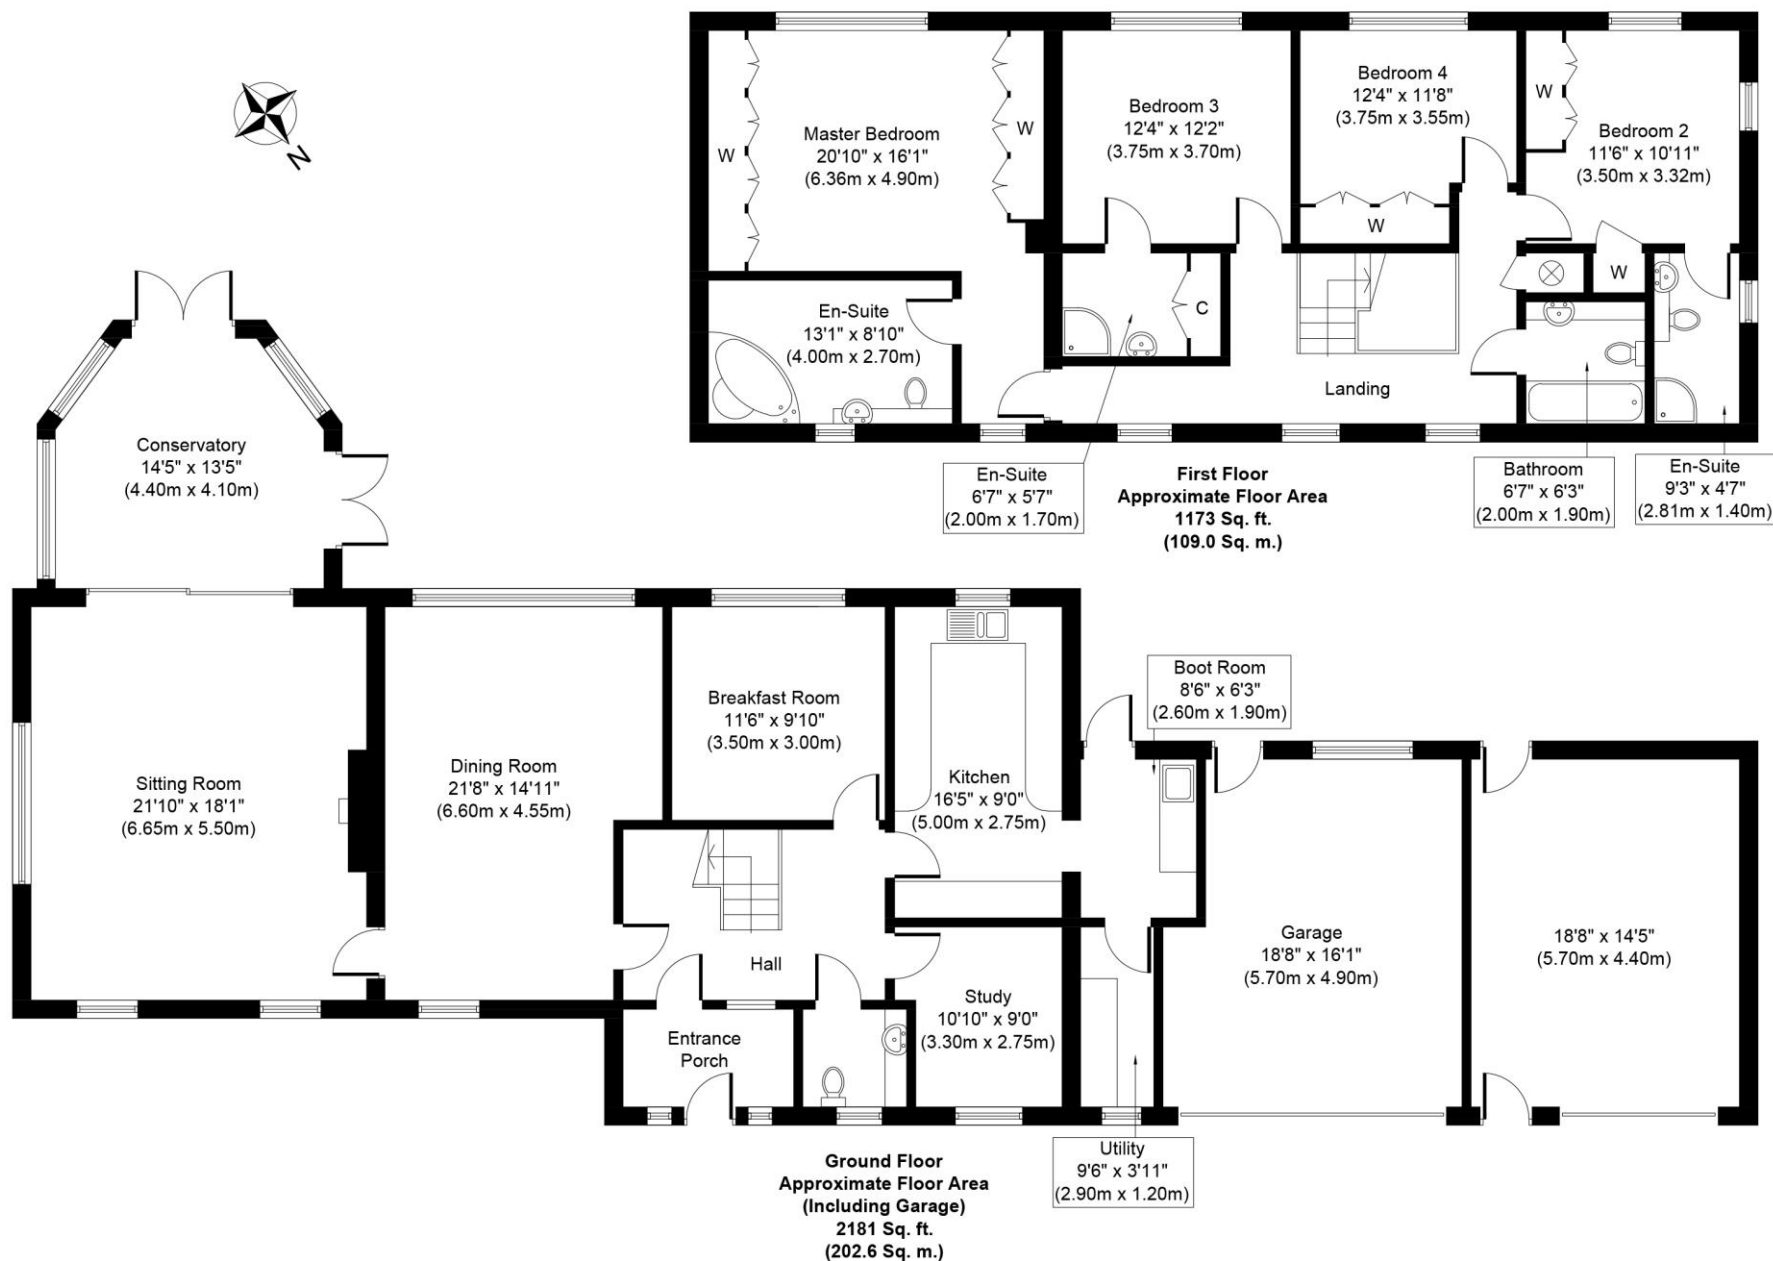 Master Bedroom
20'10" x 16'1"
(6.36m x 4.90m)
W
W
Bedroom 3
12'4" x 12'2"
(3.75m x 3.70m)
Bedroom 4
12'4" x 11'8"
(3.75m x 3.55m)
W
W
Bedroom 2
11'6" x 10'11"
(3.50m x 3.32m)
W
En-Suite
13'1" x 8'10"
(4.00m x 2.70m)
C
Landing
En-Suite
6'7" x 5'7"
(2.00m x 1.70m)
First Floor
Approximate Floor Area
1173 Sq. ft.
(109.0 Sq. m.)
Bathroom
6'7" x 6'3"
(2.00m x 1.90m)
En-Suite
9'3" x 4'7"
(2.81m x 1.40m)
N
Conservatory
14'5" x 13'5"
(4.40m x 4.10m)
Sitting Room
21'10" x 18'1"
(6.65m x 5.50m)
Dining Room
21'8" x 14'11"
(6.60m x 4.55m)
Breakfast Room
11'6" x 9'10"
(3.50m x 3.00m)
Kitchen
16'5" x 9'0"
(5.00m x 2.75m)
Boot Room
8'6" x 6'3"
(2.60m x 1.90m)
Hall
Entrance
Porch
Study
10'10" x 9'0"
(3.30m x 2.75m)
Garage
18'8" x 16'1"
(5.70m x 4.90m)
18'8" x 14'5"
(5.70m x 4.40m)
Utility
9'6" x 3'11"
(2.90m x 1.20m)
Ground Floor
Approximate Floor Area
(Including Garage)
2181 Sq. ft.
(202.6 Sq. m.)